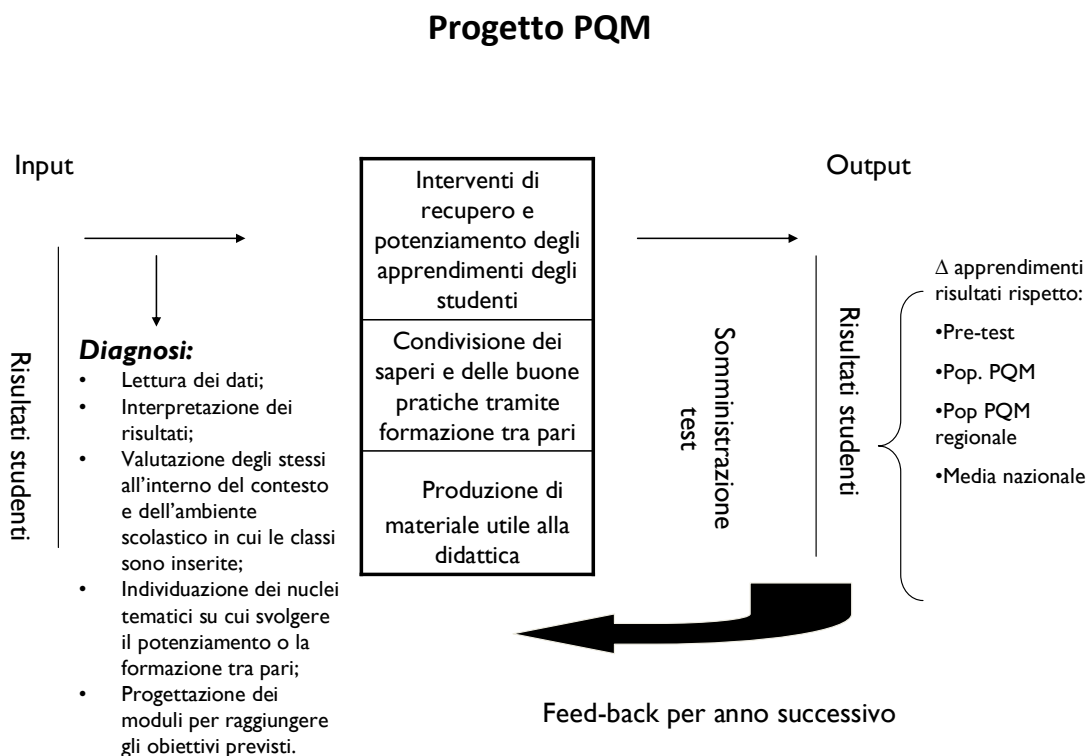 Progetto PQM
Input
Risultati studenti
Diagnosi:
• Lettura dei dati;
• Interpretazione dei
risultati;
• Valutazione degli stessi
all'interno del contesto
e dell'ambiente
scolastico in cui le classi
sono inserite;
• Individuazione dei nuclei
tematici su cui svolgere
il potenziamento o la
formazione tra pari;
• Progettazione dei
moduli per raggiungere
gli obiettivi previsti.
Interventi di
recupero e
potenziamento degli
apprendimenti degli
studenti
Condivisione dei
saperi e delle buone
pratiche tramite
formazione tra pari
Produzione di
materiale utile alla
didattica
Somministrazione
test
Output
Risultati studenti
Δ apprendimenti
risultati rispetto:
•Pre-test
•Pop. PQM
•Pop PQM
regionale
•Media nazionale
Feed-back per anno successivo